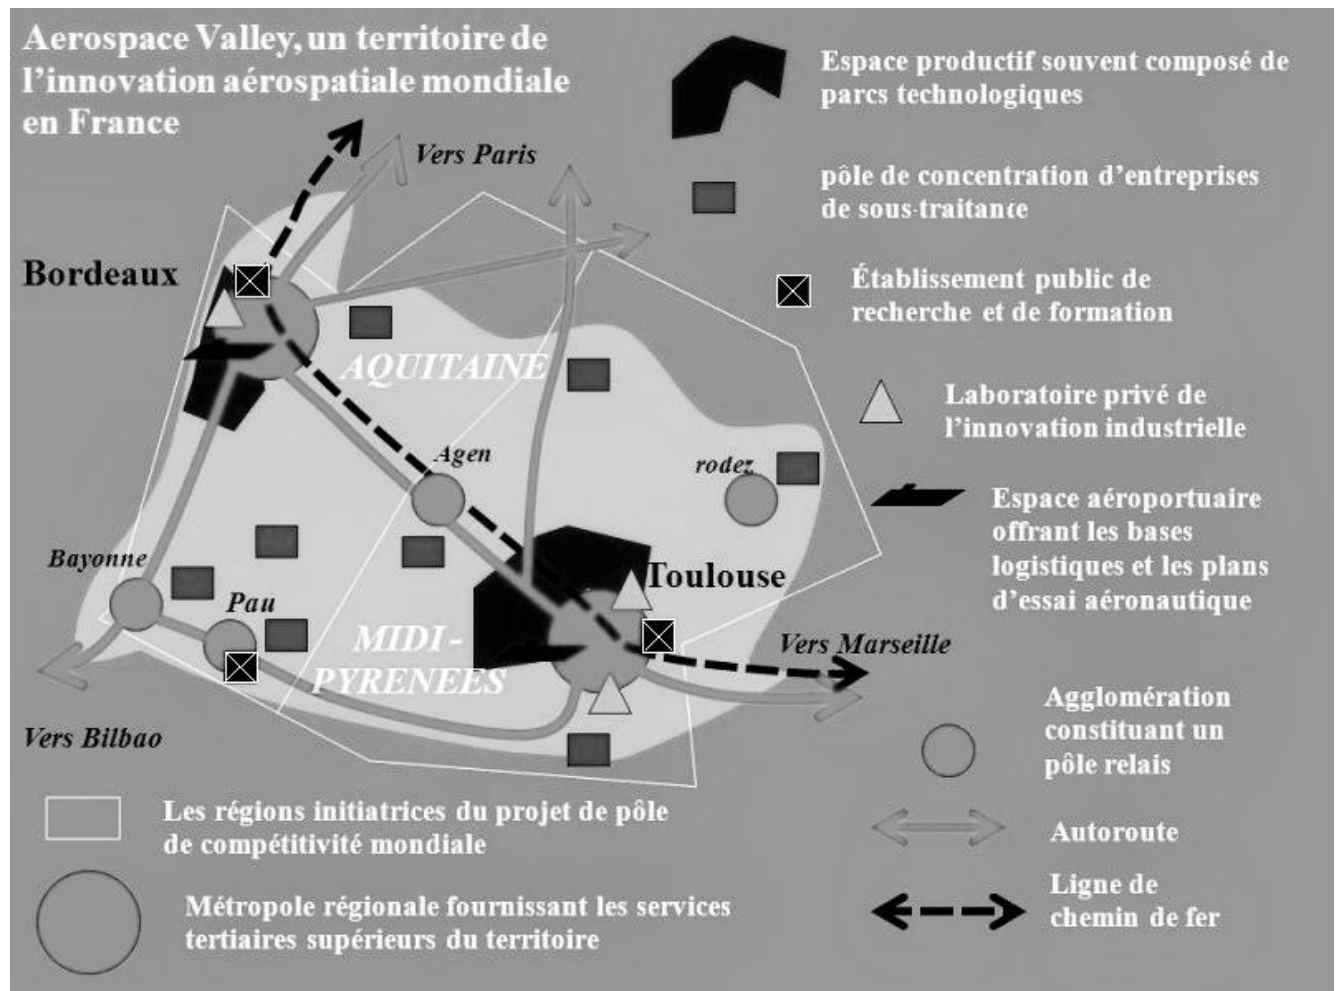 Aerospace Valley, un territoire de
l'innovation aérospatiale mondiale
en France
Espace productif souvent composé de
parcs technologiques
Vers Paris
pôle de concentration d'entreprises
de sous-traitante
Bordeaux
Établissement public de
recherche et de formation
AQUITAINE
Laboratoire privé de
l'innovation industrielle
Agen
rodez
Espace aéroportuaire
offrant les bases
logistiques et les plans
d'essai aéronautique
Bayonne
Toulouse
Pau
MIDI-
PYRENEES
Vers Marseille
Vers Bilbao
Agglomération
constituant un
pôle relais
Les régions initiatrices du projet de pôle
de compétitivité mondiale
Autoroute
Ligne de
chemin de fer
Métropole régionale fournissant les services
tertiaires supérieurs du territoire